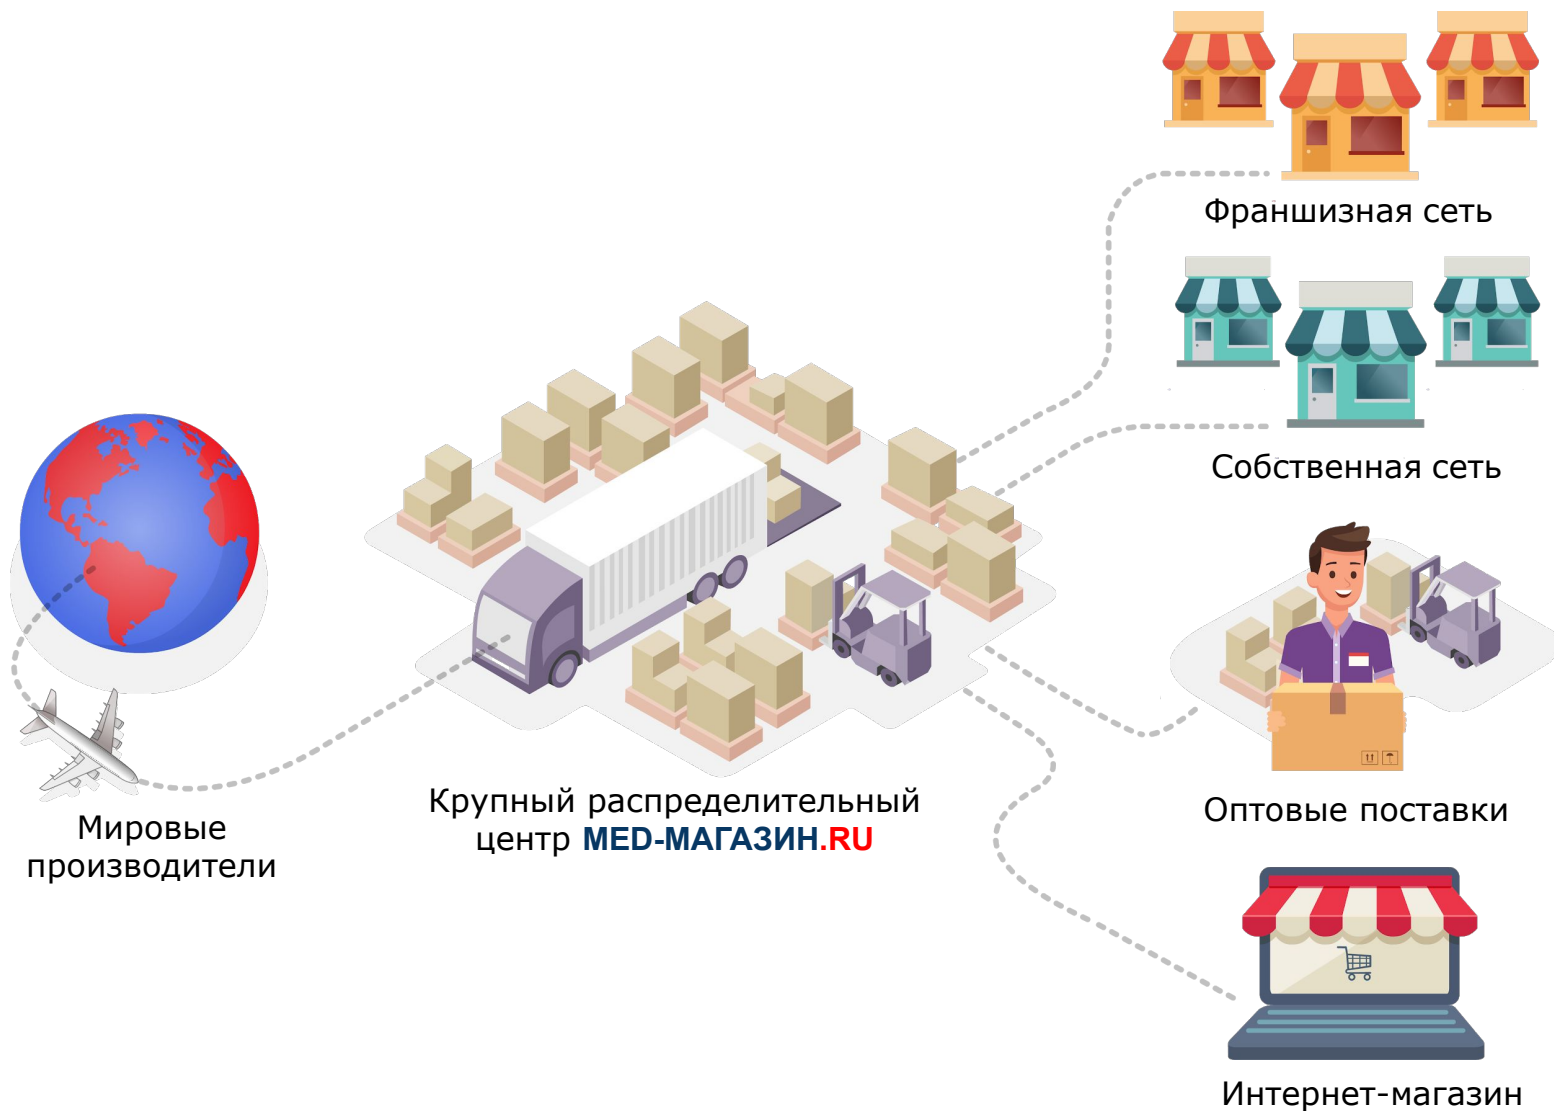 Франшизная сеть
Собственная сеть
Мировые
производители
Крупный распределительный
центр MED-МАГАЗИН.RU
Оптовые поставки
Интернет-магазин